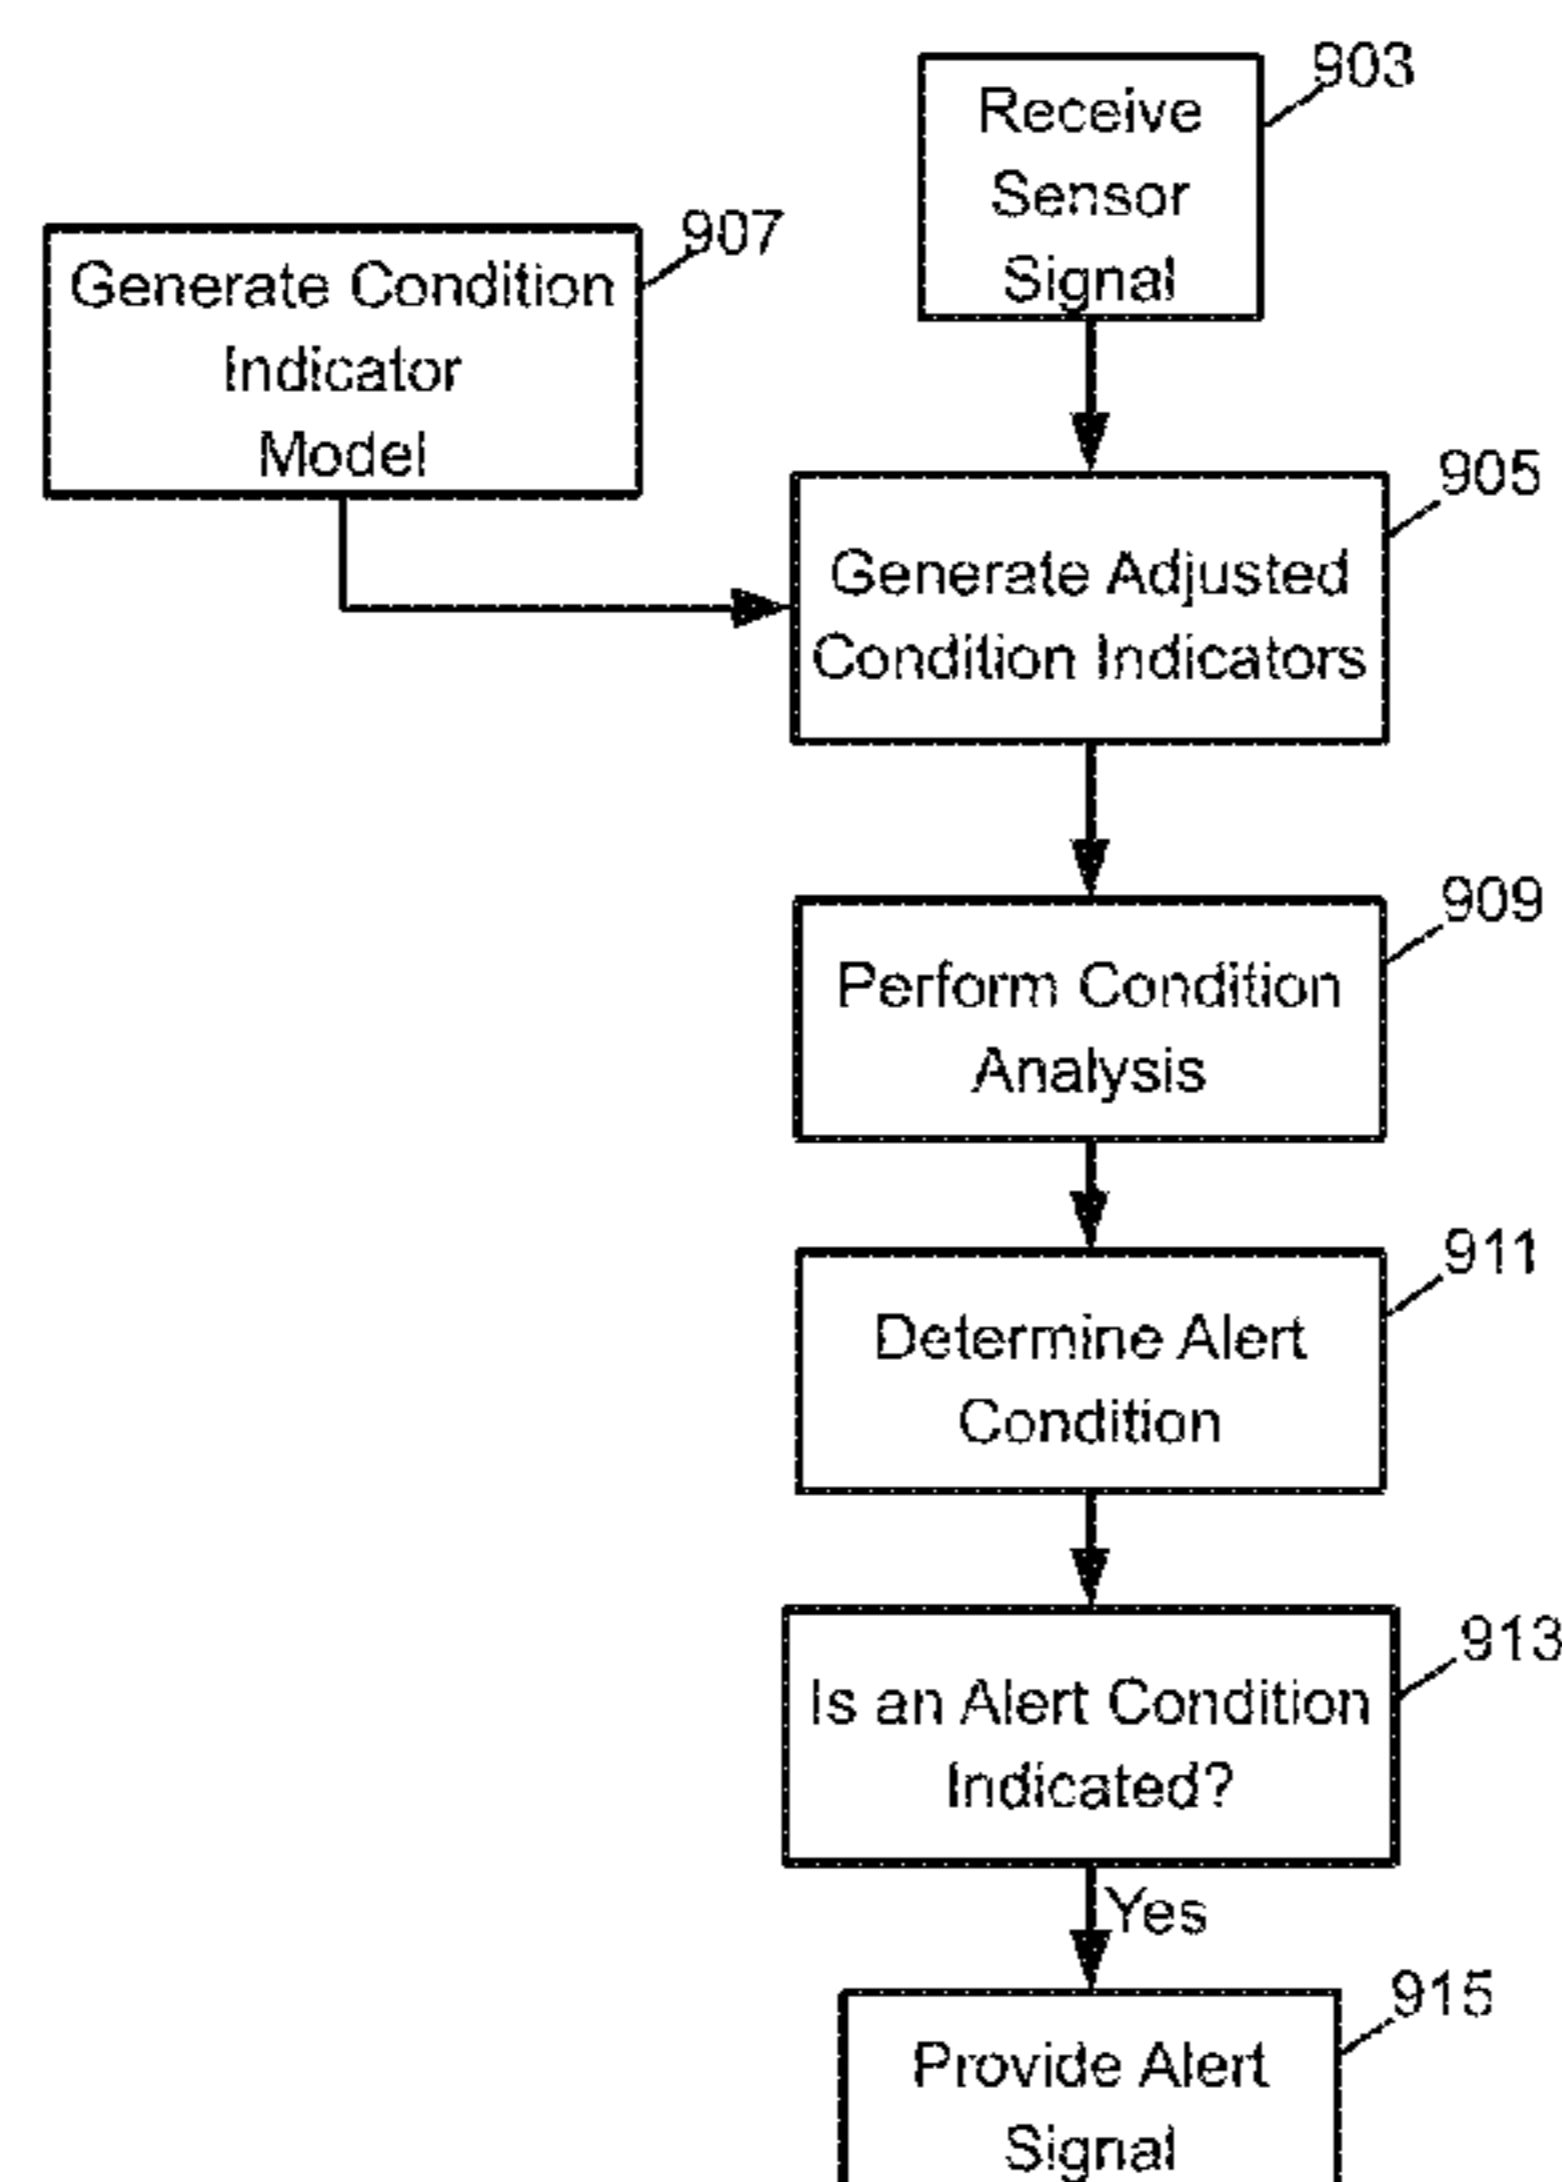 903
Receive
Sensor
Signal
907
Generate Condition
Indicator
Model
905
Generate Adjusted
Condition Indicators
909
Perform Condition
Analysis
911
Determine Alert
Condition
913
Is an Alert Condition
Indicated?
Yes
915
Provide Alert
Signal